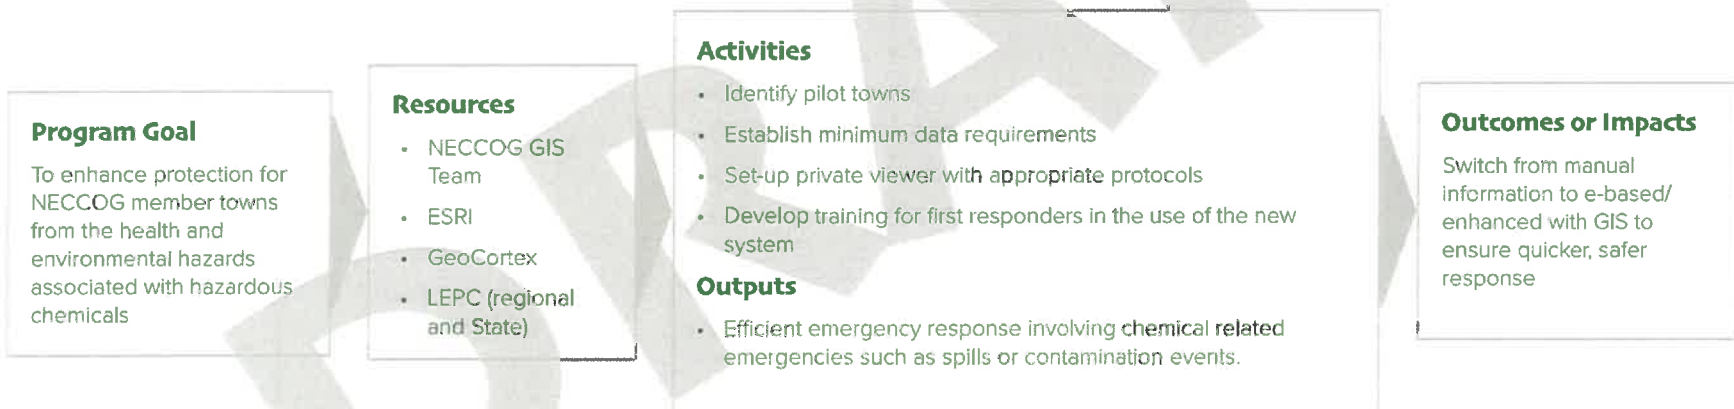 Program Goal
To enhance protection for
NECCOG member towns
from the health and
environmental hazards
associated with hazardous
chemicals
Resources
• NECCOG GIS
Team
• ESRI
• GeoCortex
• LEPC (regional
and State)
Activities
• Identify pilot towns
• Establish minimum data requirements
• Set-up private viewer with appropriate protocols
• Develop training for first responders in the use of the new
system
Outputs
• Efficient emergency response involving chemical related
emergencies such as spills or contamination events.
Outcomes or Impacts
Switch from manual
information to e-based/
enhanced with GIS to
ensure quicker, safer
response